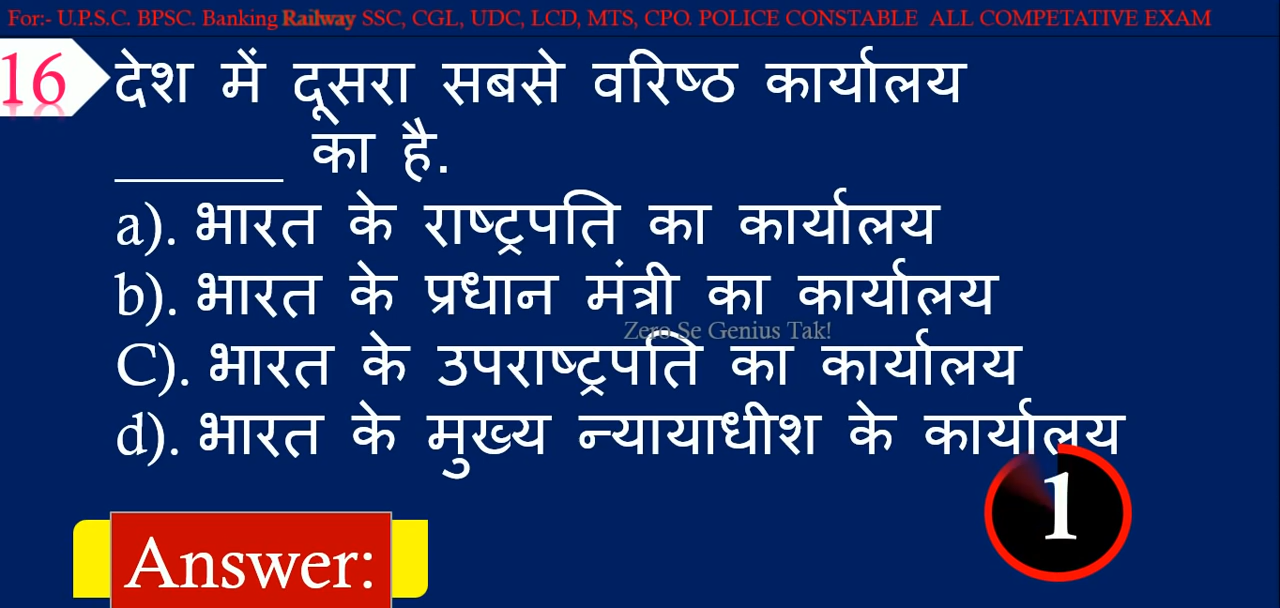 For:- U.P.S.C. BPSC. Banking Railway SSC, CGL, UDC, LCD, MTS, CPO. POLICE CONSTABLE ALL COMPETATIVE EXAM
16 देश में दूसरा सबसे वरिष्ठ कार्यालय
______ का है.
a). भारत के राष्ट्रपति का कार्यालय
b). भारत के प्रधान मंत्री का कार्यालय
Zero Se Genius Tak!
C). भारत के उपराष्ट्रपति का कार्यालय
d). भारत के मुख्य न्यायाधीश के कार्यालय
1
Answer: